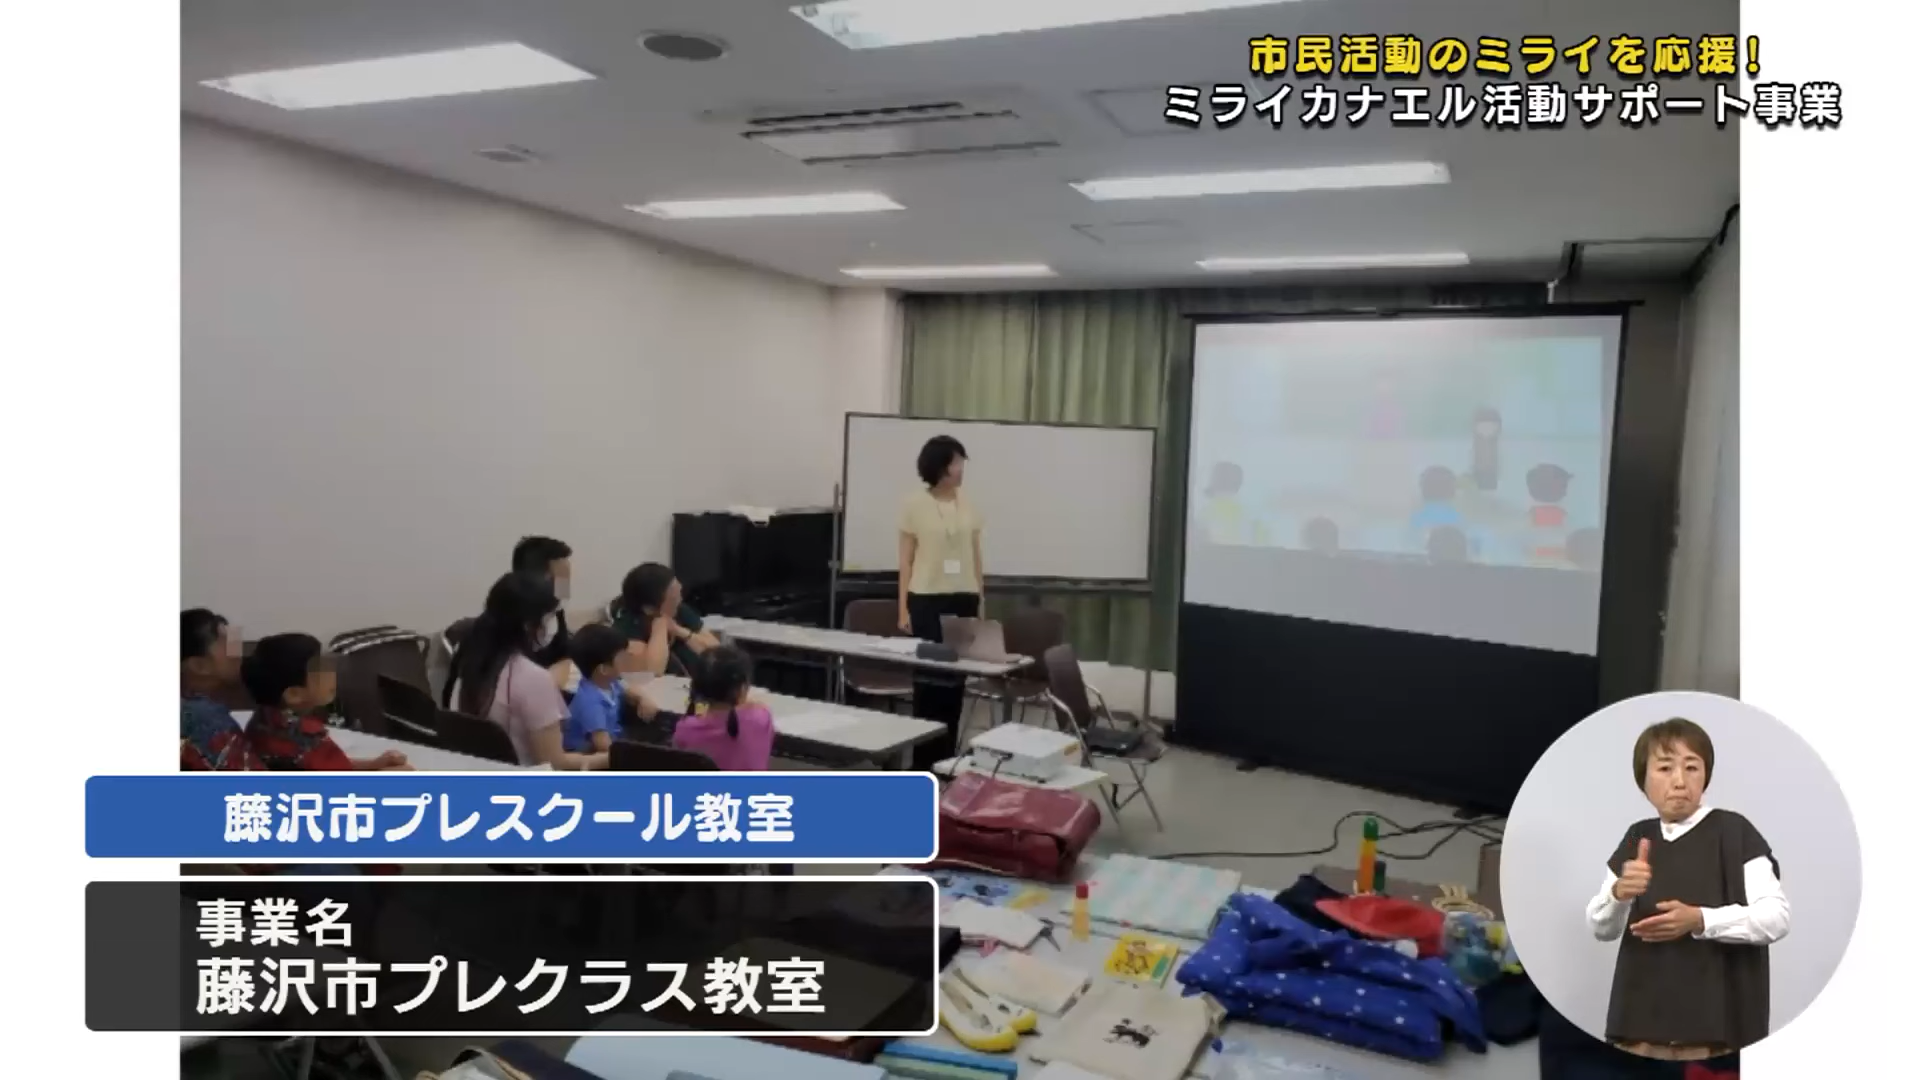 市民活動のミライを応援!
ミライカナエル活動サポート事業
藤沢市プレスクール教室
事業名
藤沢市プレクラス教室